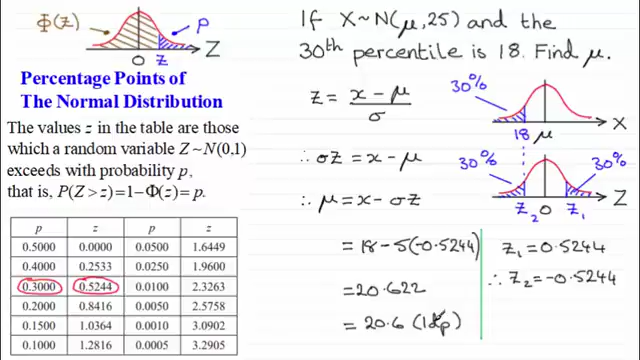 Φ(z)
p
0 z Z
Percentage Points of
The Normal Distribution
The values z in the table are those
which a random variable Z ~ N(0,1)
exceeds with probability p,
that is, P(Z > z) = 1 − Φ(z) = p.
p z p z
0.5000 0.0000 0.0500 1.6449
0.4000 0.2533 0.0250 1.9600
0.3000 0.5244 0.0100 2.3263
0.2000 0.8416 0.0050 2.5758
0.1500 1.0364 0.0010 3.0902
0.1000 1.2816 0.0005 3.2905
If X ~ N(μ, 25) and the
30th percentile is 18. Find μ.
z = (x − μ)/σ
∴ σz = x − μ
∴ μ = x − σz
= 18 − 5(−0.5244)
= 20.622
= 20.6 (1dp)
30%
18 μ X
30% 30%
z₂ 0 z₁ Z
z₁ = 0.5244
∴ z₂ = −0.5244